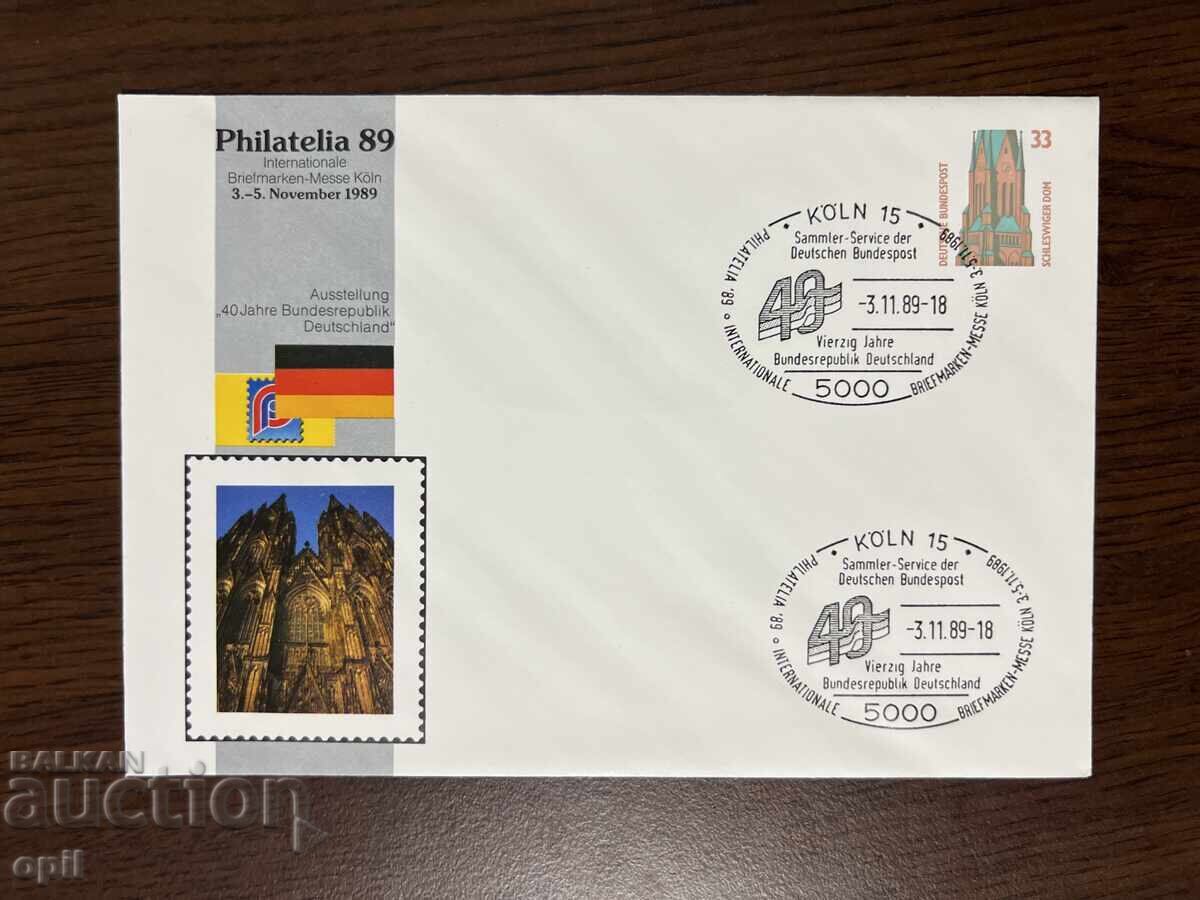 Philatelia 89
Internationale
Briefmarken-Messe Köln
3.–5. November 1989
Ausstellung
„40 Jahre Bundesrepublik
Deutschland"
33
DEUTSCHE BUNDESPOST
SCHLESWIGER DOM
KÖLN 15
Sammler-Service der
Deutschen Bundespost
40
-3.11.89-18
Vierzig Jahre
Bundesrepublik Deutschland
5000
PHILATELIA '89 o INTERNATIONALE BRIEFMARKEN-MESSE KÖLN 3-5.11.1989
KÖLN 15
Sammler-Service der
Deutschen Bundespost
40
-3.11.89-18
Vierzig Jahre
Bundesrepublik Deutschland
5000
PHILATELIA '89 o INTERNATIONALE BRIEFMARKEN-MESSE KÖLN 3-5.11.1989
BALKAN
auction
opil